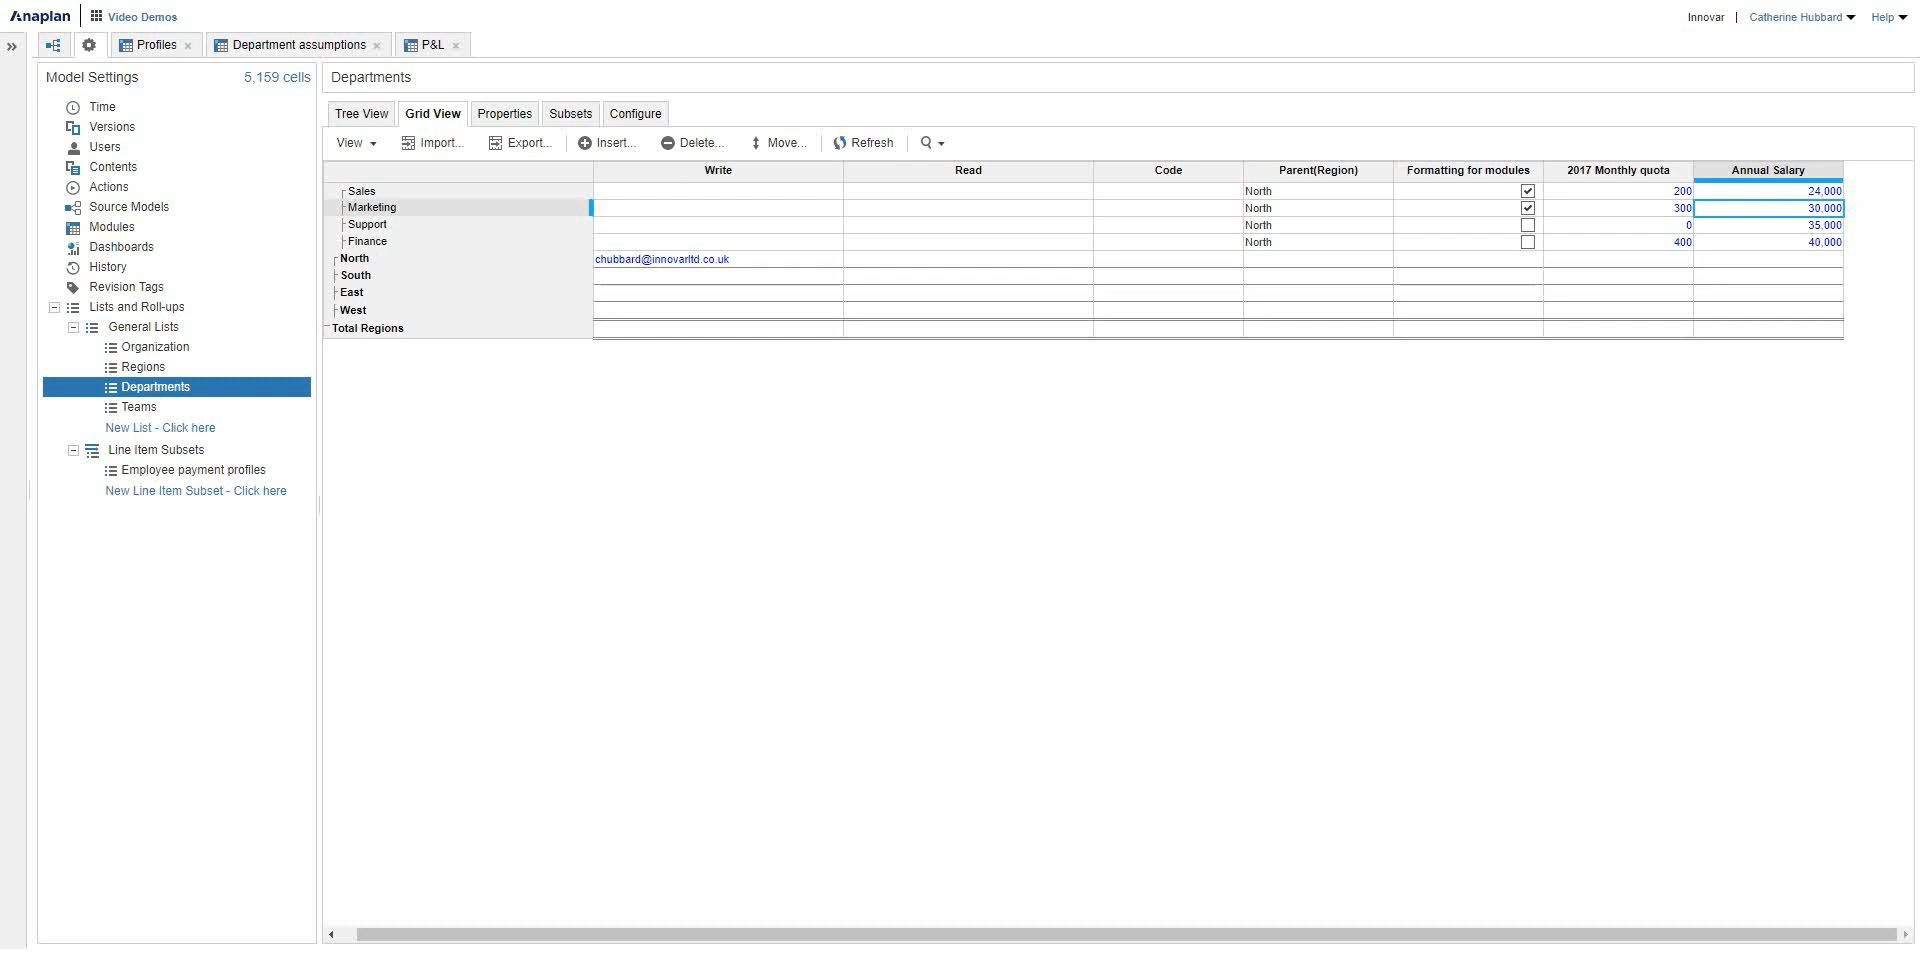 Anaplan Video Demos Innovar | Catherine Hubbard Help
Profiles Department assumptions P&L
Model Settings 5,159 cells
Time
Versions
Users
Contents
Actions
Source Models
Modules
Dashboards
History
Revision Tags
Lists and Roll-ups
General Lists
Organization
Regions
Departments
Teams
New List - Click here
Line Item Subsets
Employee payment profiles
New Line Item Subset - Click here
Departments
Tree View Grid View Properties Subsets Configure
View Import... Export... Insert... Delete... Move... Refresh
Write Read Code Parent(Region) Formatting for modules 2017 Monthly quota Annual Salary
Sales North 200 24,000
Marketing North 300 30,000
Support North 0 35,000
Finance North 400 40,000
North chubbard@innovarltd.co.uk
South
East
West
Total Regions